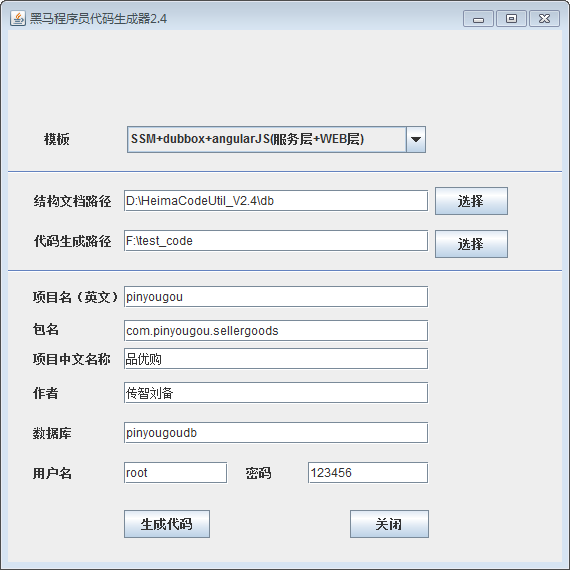 黑马程序员代码生成器2.4
模板 SSM+dubbox+angularJS(服务层+WEB层)
结构文档路径 D:\HeimaCodeUtil_V2.4\db 选择
代码生成路径 F:\test_code 选择
项目名（英文） pinyougou
包名 com.pinyougou.sellergoods
项目中文名称 品优购
作者 传智刘备
数据库 pinyougoudb
用户名 root 密码 123456
生成代码 关闭